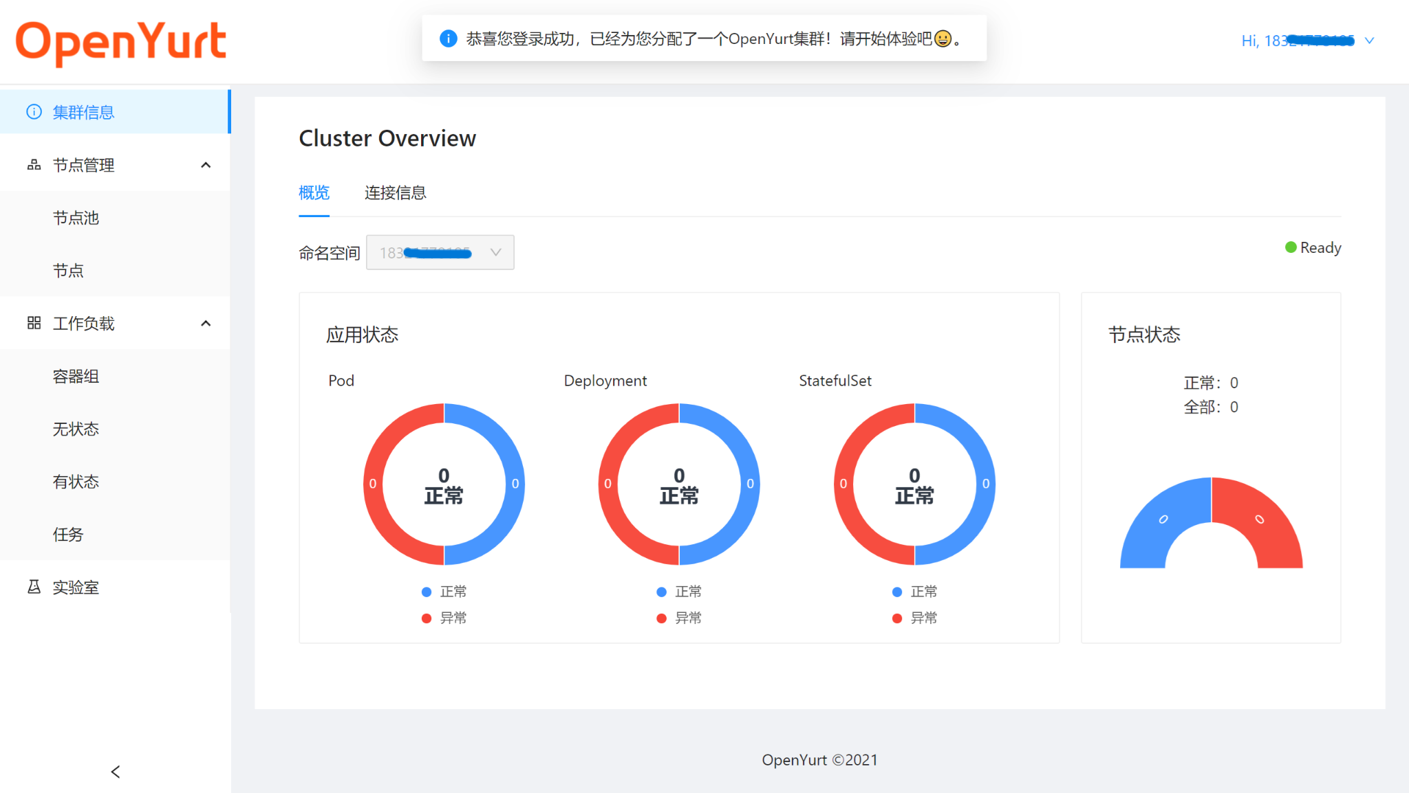 OpenYurt
恭喜您登录成功，已经为您分配了一个OpenYurt集群！请开始体验吧😀。
Hi,
集群信息
节点管理
节点池
节点
工作负载
容器组
无状态
有状态
任务
实验室
Cluster Overview
概览 连接信息
命名空间
Ready
应用状态
Pod Deployment StatefulSet
0 0 正常 0
0 0 正常 0
0 0 正常 0
正常 正常 正常
异常 异常 异常
节点状态
正常：0
全部：0
0 0
OpenYurt ©2021